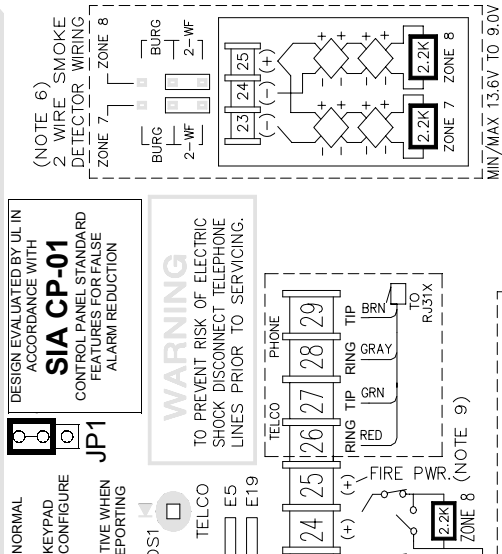 (NOTE 6)
2 WIRE SMOKE
DETECTOR WIRING
ZONE 7
ZONE 8
BURG
2-WF
BURG
2-WF
23
24
25
(-)
(-)
(+)
+ +
+ +
- -
- -
+ +
+ +
- -
- -
2.2K
ZONE 7
2.2K
ZONE 8
MIN/MAX 13.6V TO 9.0V
DESIGN EVALUATED BY UL IN
ACCORDANCE WITH
SIA CP-01
CONTROL PANEL STANDARD
FEATURES FOR FALSE
ALARM REDUCTION
JP1
NORMAL
KEYPAD
CONFIGURE
TIVE WHEN
EPORTING
WARNING
TO PREVENT RISK OF ELECTRIC
SHOCK DISCONNECT TELEPHONE
LINES PRIOR TO SERVICING.
DS1
TELCO
E5
E19
TELCO
PHONE
24
25
26
27
28
29
(+)
(+)
RING
TIP
RING
TIP
RED
GRN
GRAY
BRN
TO
RJ31X
FIRE PWR.
(NOTE 9)
2.2K
ZONE 8